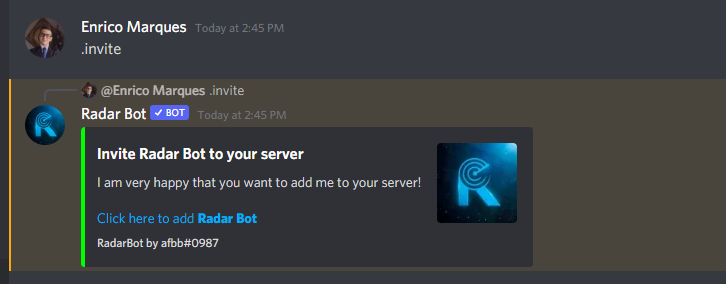 Enrico Marques Today at 2:45 PM
.invite
@Enrico Marques .invite
Radar Bot ✓ BOT Today at 2:45 PM
Invite Radar Bot to your server
I am very happy that you want to add me to your server!
Click here to add Radar Bot
RadarBot by afbb#0987